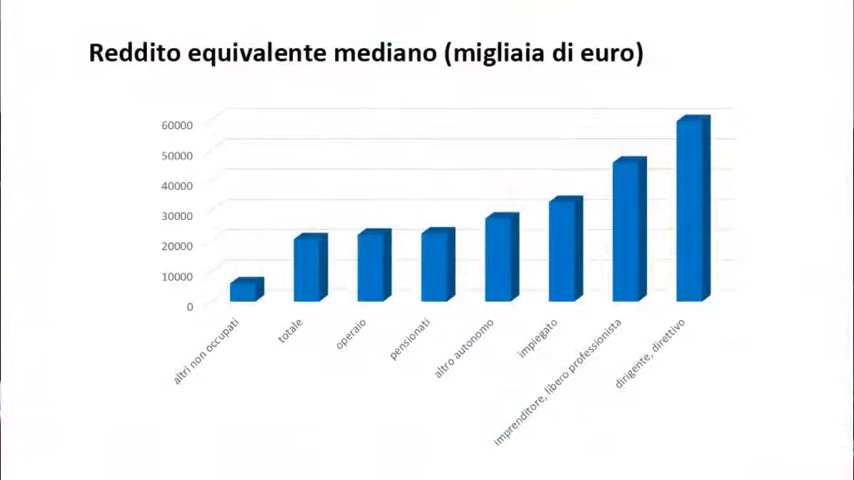 Reddito equivalente mediano (migliaia di euro)
60000
50000
40000
30000
20000
10000
0
altri non occupati
totale
operaio
pensionati
altro autonomo
impiegato
imprenditore, libero professionista
dirigente, direttivo